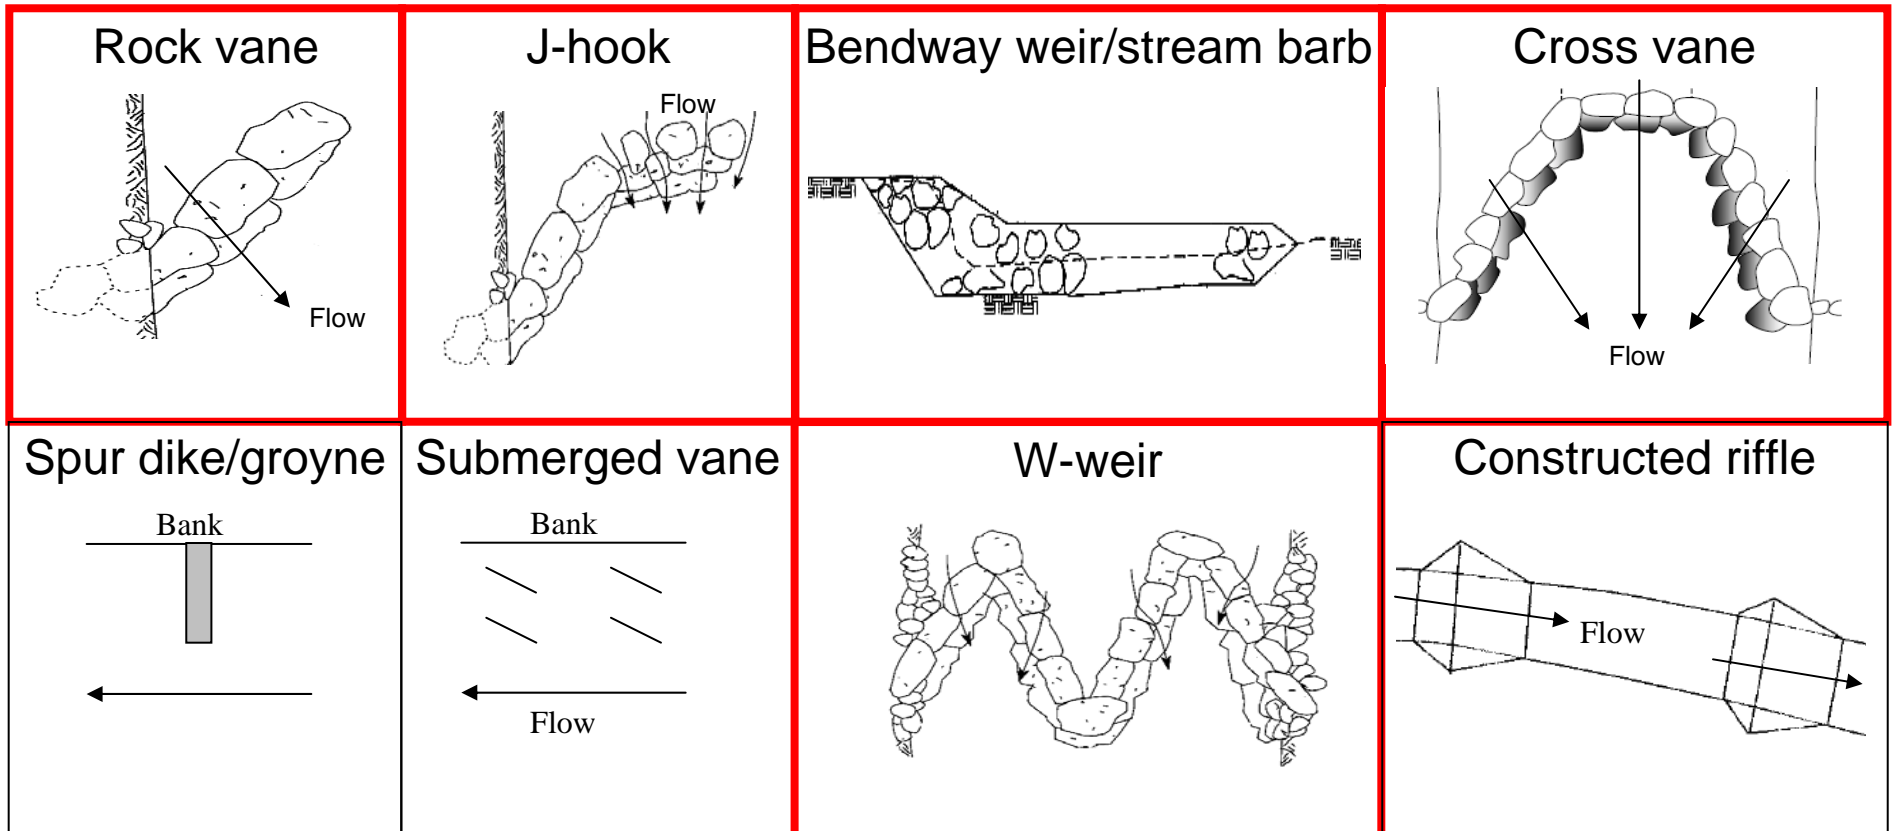 Rock vane
Flow
J-hook
Flow
Bendway weir/stream barb
Cross vane
Flow
Spur dike/groyne
Bank
Submerged vane
Bank
Flow
W-weir
Constructed riffle
Flow